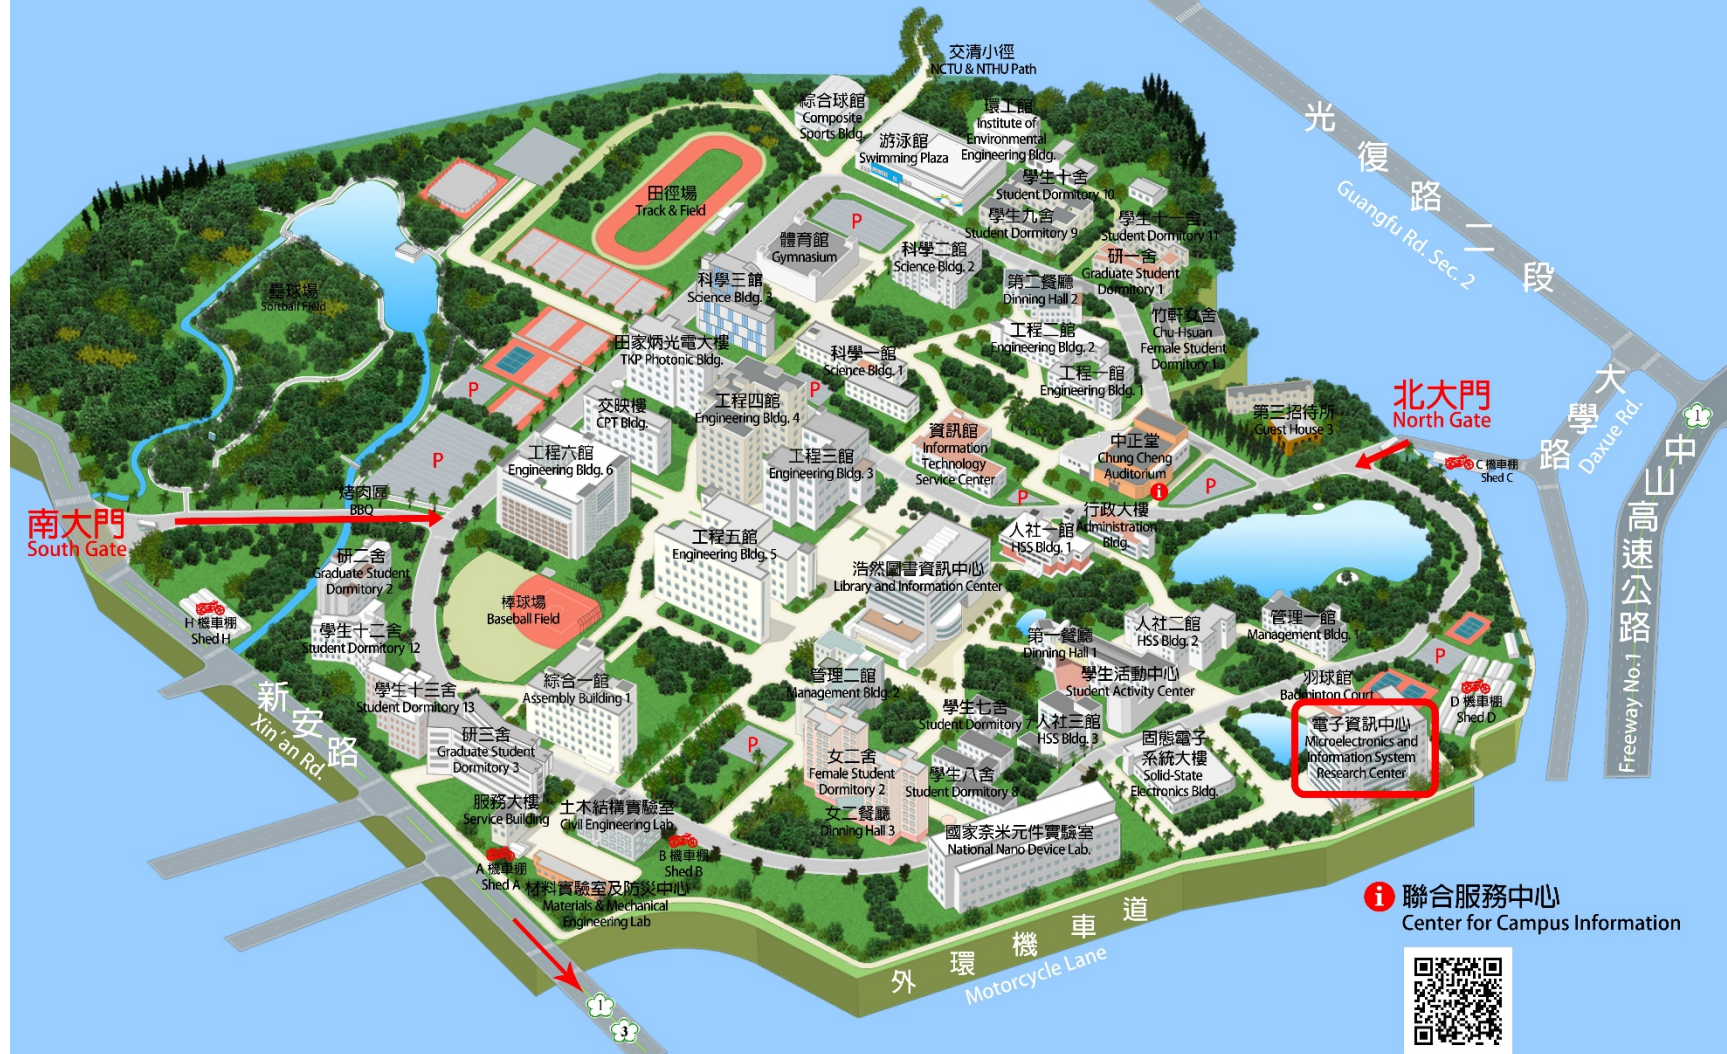 交清小徑
NCTU & NTHU Path
綜合球館
Composite
Sports Bldg.
環工館
Institute of
Environmental
Engineering Bldg.
游泳館
Swimming Plaza
光復路二段
Guangfu Rd. Sec. 2
田徑場
Track & Field
學生十舍
Student Dormitory 10
學生九舍
Student Dormitory 9
學生十一舍
Student Dormitory 11
P
體育館
Gymnasium
科學二館
Science Bldg. 2
研一舍
Graduate Student
Dormitory 1
科學三館
Science Bldg. 3
第二餐廳
Dinning Hall 2
壘球場
Softball Field
竹軒女舍
Chu-Hsuan
Female Student
Dormitory 1
田家炳光電大樓
TKP Photonic Bldg.
科學一館
Science Bldg. 1
工程二館
Engineering Bldg. 2
工程一館
Engineering Bldg. 1
P
P
交映樓
CPT Bldg.
工程四館
Engineering Bldg. 4
第三招待所
Guest House 3
北大門
North Gate
大學路
Daxue Rd.
1
中山高速公路
Freeway No.1
資訊館
Information
Technology
Service Center
中正堂
Chung Cheng
Auditorium
工程六館
Engineering Bldg. 6
工程三館
Engineering Bldg. 3
P
C 機車棚
Shed C
P
P
i
烤肉區
BBQ
南大門
South Gate
行政大樓
Administration
Bldg.
人社一館
HSS Bldg. 1
工程五館
Engineering Bldg. 5
研二舍
Graduate Student
Dormitory 2
浩然圖書資訊中心
Library and Information Center
棒球場
Baseball Field
H 機車棚
Shed H
學生十二舍
Student Dormitory 12
第一餐廳
Dinning Hall 1
人社二館
HSS Bldg. 2
管理一館
Management Bldg. 1
P
新安路
Xin'an Rd.
學生十三舍
Student Dormitory 13
綜合一館
Assembly Building 1
管理二館
Management Bldg. 2
學生活動中心
Student Activity Center
羽球館
Badminton Court
D 機車棚
Shed D
學生七舍
Student Dormitory 7
人社三館
HSS Bldg. 3
電子資訊中心
Microelectronics and
Information System
Research Center
研三舍
Graduate Student
Dormitory 3
P
女二舍
Female Student
Dormitory 2
學生八舍
Student Dormitory 8
固態電子
系統大樓
Solid-State
Electronics Bldg.
服務大樓
Service Building
土木結構實驗室
Civil Engineering Lab.
女二餐廳
Dinning Hall 3
國家奈米元件實驗室
National Nano Device Lab.
B 機車棚
Shed B
A 機車棚
Shed A
材料實驗室及防災中心
Materials & Mechanical
Engineering Lab
外環機車道
Motorcycle Lane
i 聯合服務中心
Center for Campus Information
1
3